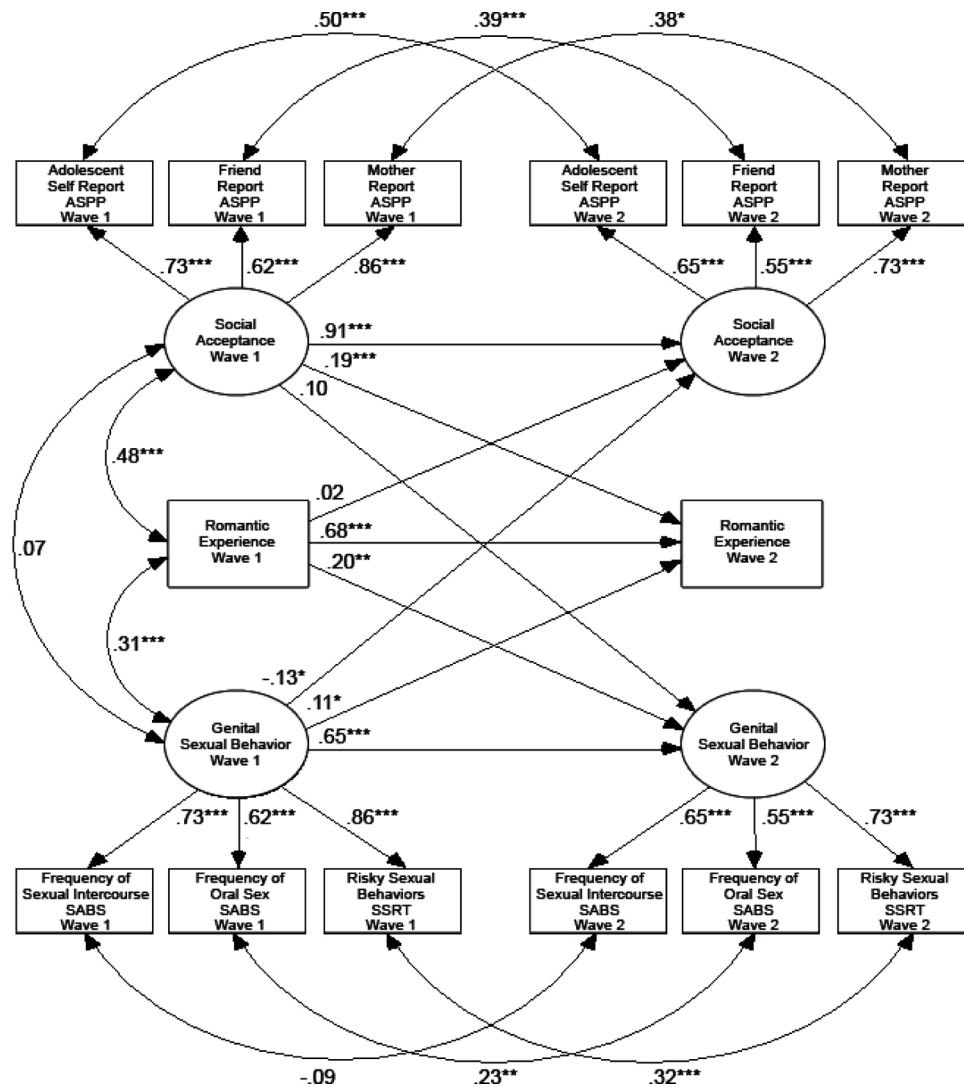 .50***
.39***
.38*
Adolescent
Self Report
ASPP
Wave 1
Friend
Report
ASPP
Wave 1
Mother
Report
ASPP
Wave 1
Adolescent
Self Report
ASPP
Wave 2
Friend
Report
ASPP
Wave 2
Mother
Report
ASPP
Wave 2
.73***
.62***
.86***
.65***
.55***
.73***
Social
Acceptance
Wave 1
.91***
.19***
.10
Social
Acceptance
Wave 2
.48***
.07
.02
Romantic
Experience
Wave 1
.68***
.20**
Romantic
Experience
Wave 2
.31***
-.13*
.11*
.65***
Genital
Sexual Behavior
Wave 1
Genital
Sexual Behavior
Wave 2
.73***
.62***
.86***
.65***
.55***
.73***
Frequency of
Sexual Intercourse
SABS
Wave 1
Frequency of
Oral Sex
SABS
Wave 1
Risky Sexual
Behaviors
SSRT
Wave 1
Frequency of
Sexual Intercourse
SABS
Wave 2
Frequency of
Oral Sex
SABS
Wave 2
Risky Sexual
Behaviors
SSRT
Wave 2
-.09
.23**
.32***